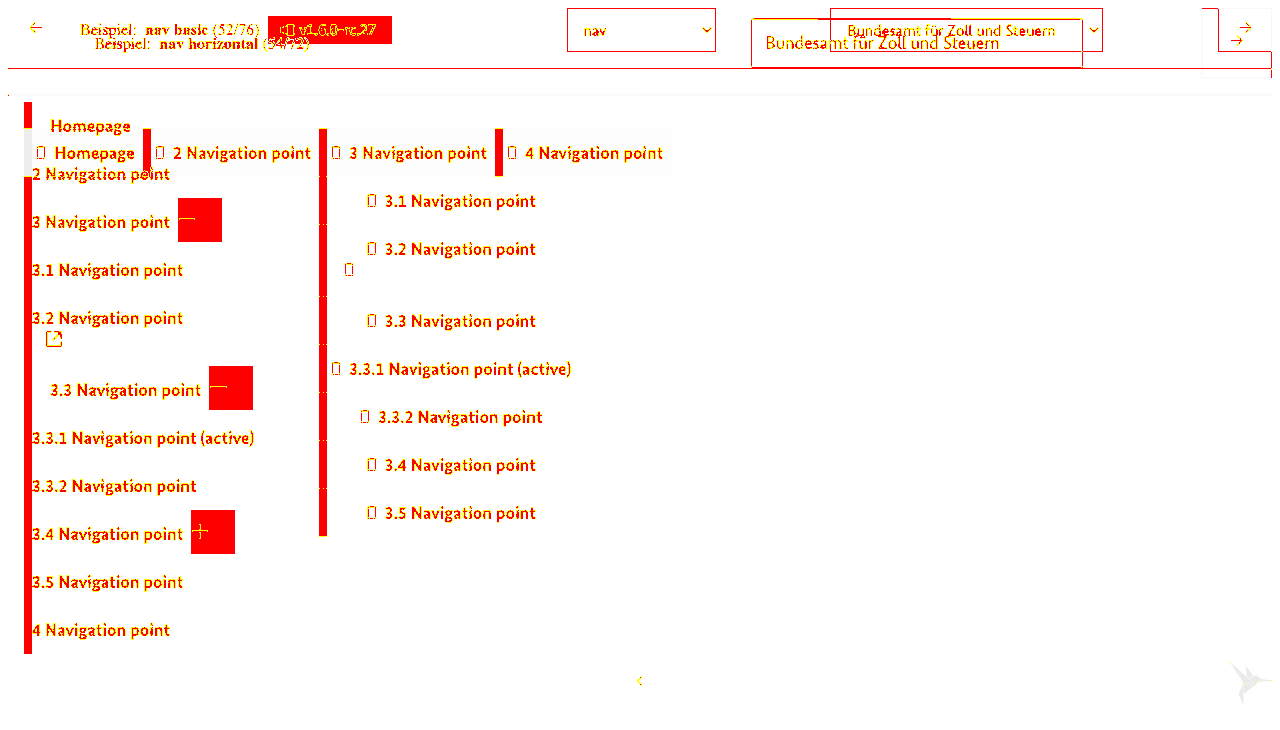 Beispiel: nav basic (52/76) v1.6.0-rc.27
nav
Bundesamt für Zoll und Steuern
Beispiel: nav horizontal (54/72)
Bundesamt für Zoll und Steuern
Homepage
Homepage
2 Navigation point
3 Navigation point
4 Navigation point
2 Navigation point
3 Navigation point
3.1 Navigation point
3.2 Navigation point
3.3 Navigation point
3.3.1 Navigation point (active)
3.3.2 Navigation point
3.4 Navigation point
3.5 Navigation point
4 Navigation point
3.1 Navigation point
3.2 Navigation point
3.3 Navigation point
3.3.1 Navigation point (active)
3.3.2 Navigation point
3.4 Navigation point
3.5 Navigation point